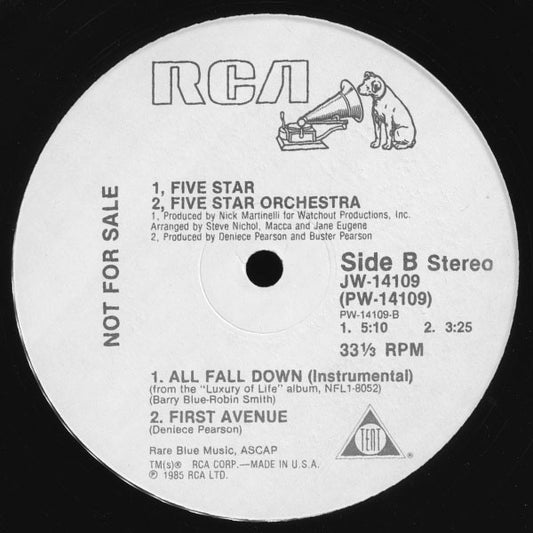 RCA
NOT FOR SALE
1, FIVE STAR
2, FIVE STAR ORCHESTRA
1, Produced by Nick Martinelli for Watchout Productions, Inc.
Arranged by Steve Nichol, Macca and Jane Eugene
2, Produced by Deniece Pearson and Buster Pearson
Side B Stereo
JW-14109
(PW-14109)
PW-14109-B
1. 5:10 2. 3:25
33⅓ RPM
1. ALL FALL DOWN (Instrumental)
(from the "Luxury of Life" album, NFL1-8052)
(Barry Blue-Robin Smith)
2. FIRST AVENUE
(Deniece Pearson)
TENT
Rare Blue Music, ASCAP
TM(s)® RCA CORP.—MADE IN U.S.A.
℗ 1985 RCA LTD.